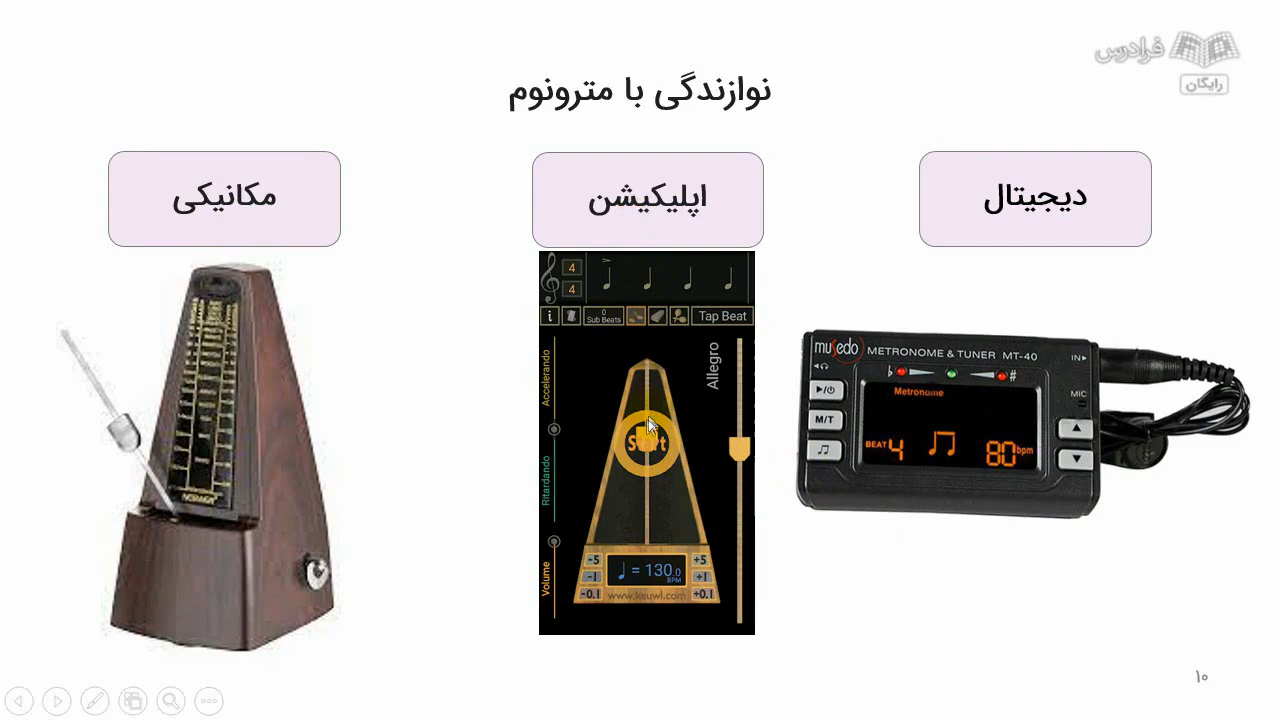 فرادرس
رایگان
نوازندگی با مترونوم
دیجیتال
اپلیکیشن
مکانیکی
musedo METRONOME & TUNER MT-40 IN
♭ #
Metronome
MIC
M/T
BEAT 4 80 bpm
4
4
i 0 Sub Beats Tap Beat
Accelerando
Allegro
Start
Ritardando
Volume
-5 +5
♩ = 130.0 BPM
-1 +1
-0.1 +0.1
www.keuwl.com
۱۰